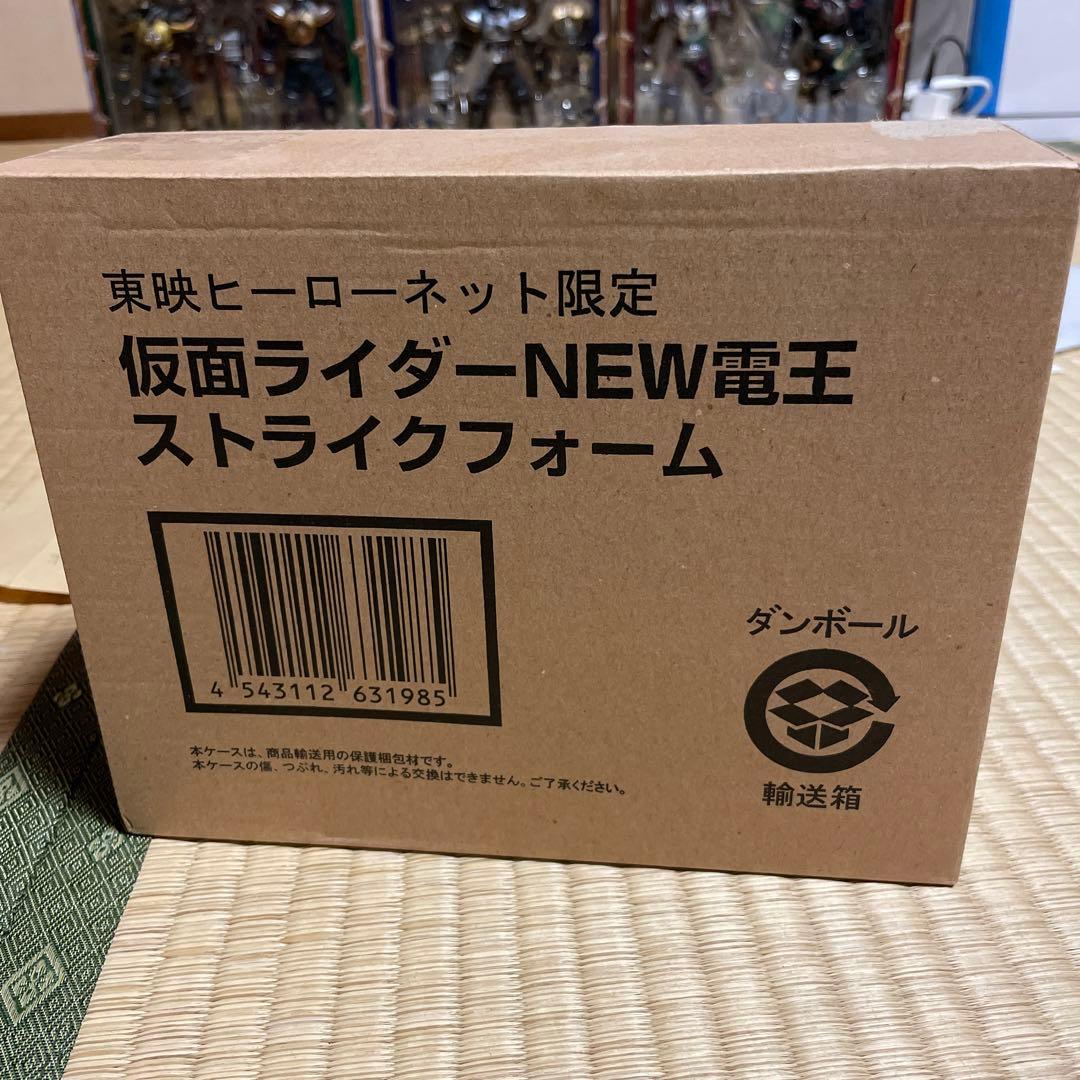 東映ヒーローネット限定
仮面ライダーNEW電王
ストライクフォーム
4 543112 631985
本ケースは、商品輸送用の保護梱包材です。
本ケースの傷、つぶれ、汚れ等による交換はできません。ご了承ください。
ダンボール
輸送箱